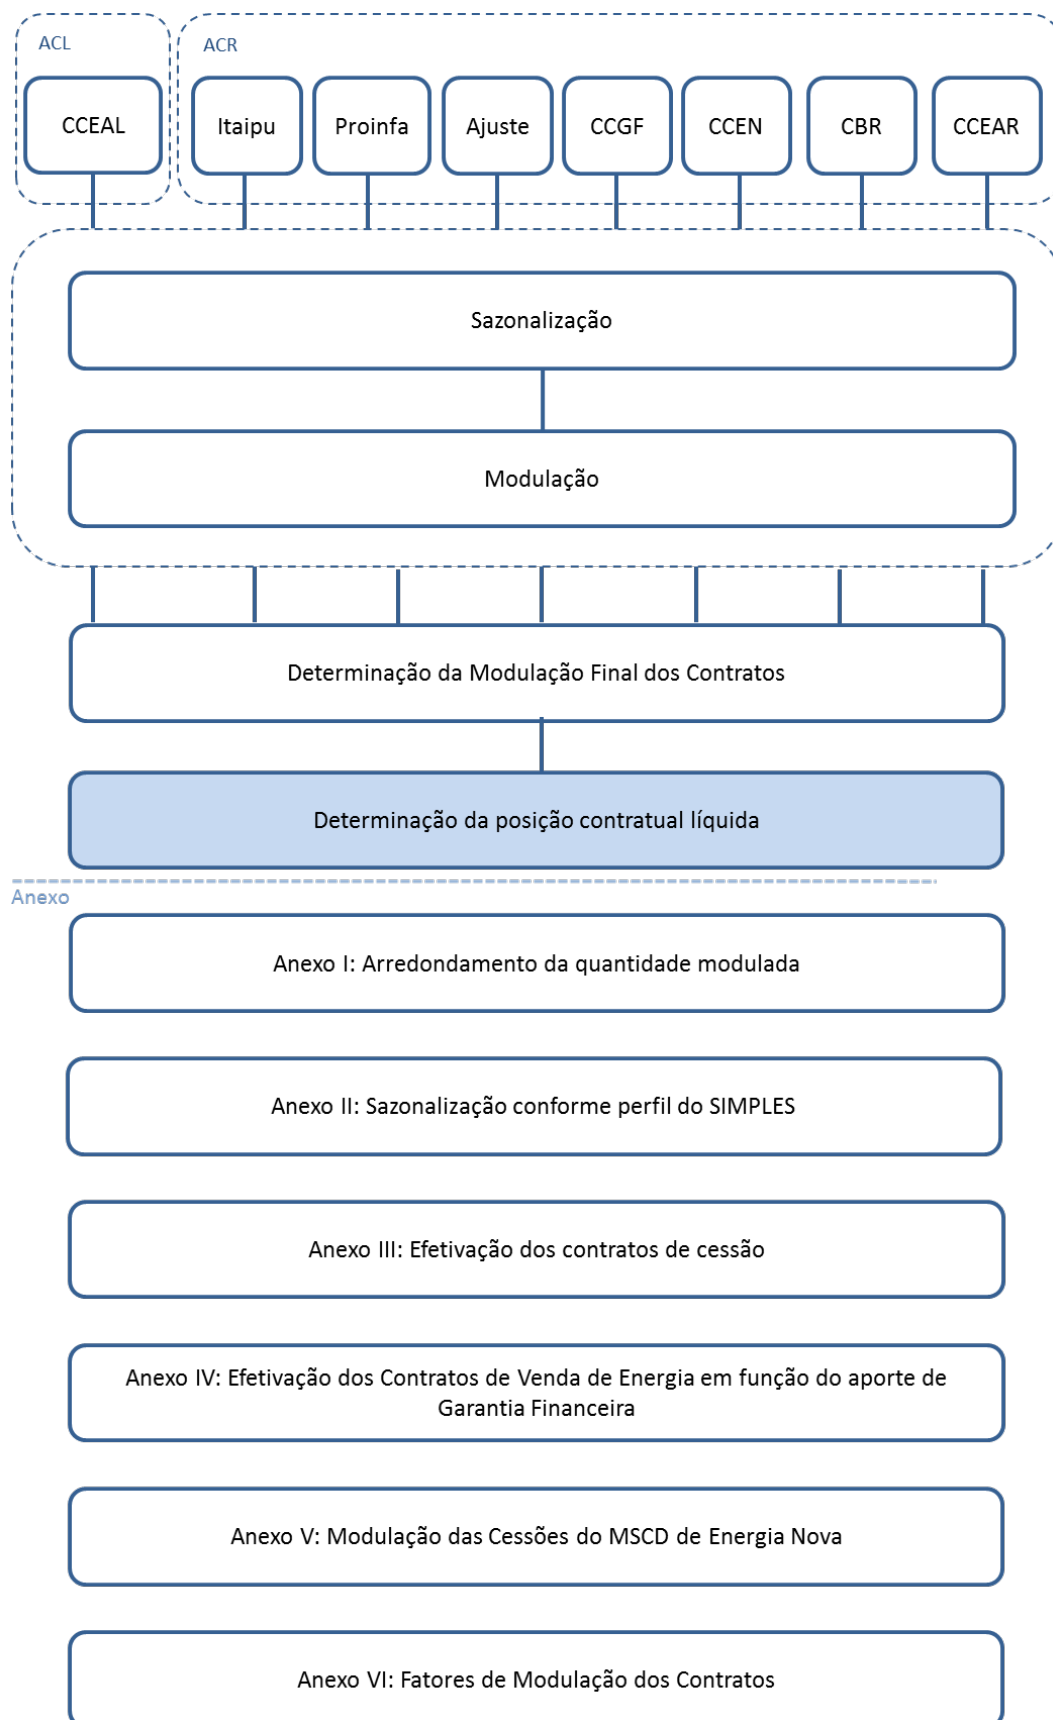 ACL
ACR
CCEAL
Itaipu
Proinfa
Ajuste
CCGF
CCEN
CBR
CCEAR
Sazonalização
Modulação
Determinação da Modulação Final dos Contratos
Determinação da posição contratual líquida
Anexo
Anexo I: Arredondamento da quantidade modulada
Anexo II: Sazonalização conforme perfil do SIMPLES
Anexo III: Efetivação dos contratos de cessão
Anexo IV: Efetivação dos Contratos de Venda de Energia em função do aporte de
Garantia Financeira
Anexo V: Modulação das Cessões do MSCD de Energia Nova
Anexo VI: Fatores de Modulação dos Contratos